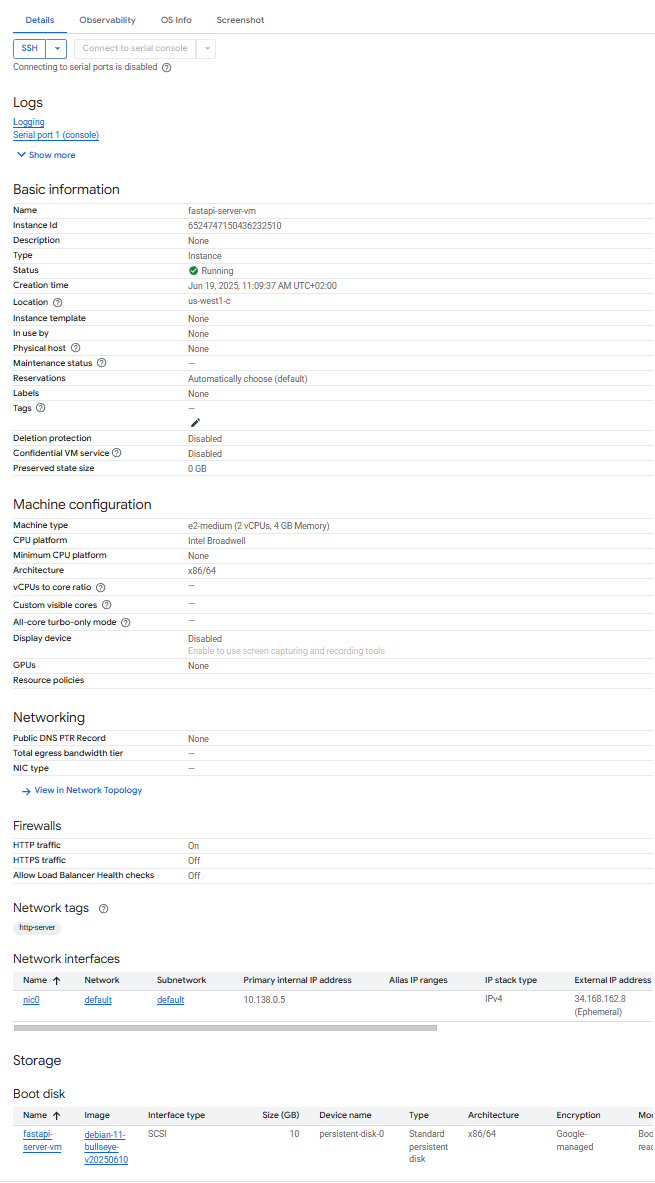 Details Observability OS Info Screenshot
SSH Connect to serial console
Connecting to serial ports is disabled
Logs
Logging
Serial port 1 (console)
Show more
Basic information
Name fastapi-server-vm
Instance Id 6524747150436232510
Description None
Type Instance
Status Running
Creation time Jun 19, 2025, 11:09:37 AM UTC+02:00
Location us-west1-c
Instance template None
In use by None
Physical host None
Maintenance status —
Reservations Automatically choose (default)
Labels None
Tags —
Deletion protection Disabled
Confidential VM service Disabled
Preserved state size 0 GB
Machine configuration
Machine type e2-medium (2 vCPUs, 4 GB Memory)
CPU platform Intel Broadwell
Minimum CPU platform None
Architecture x86/64
vCPUs to core ratio —
Custom visible cores —
All-core turbo-only mode —
Display device Disabled
Enable to use screen capturing and recording tools
GPUs None
Resource policies
Networking
Public DNS PTR Record None
Total egress bandwidth tier —
NIC type —
View in Network Topology
Firewalls
HTTP traffic On
HTTPS traffic Off
Allow Load Balancer Health checks Off
Network tags
http-server
Network interfaces
Name Network Subnetwork Primary internal IP address Alias IP ranges IP stack type External IP address
nic0 default default 10.138.0.5 IPv4 34.168.162.8
(Ephemeral)
Storage
Boot disk
Name Image Interface type Size (GB) Device name Type Architecture Encryption
fastapi- debian-11- SCSI 10 persistent-disk-0 Standard x86/64 Google-
server-vm bullseye- persistent managed
v20250610 disk